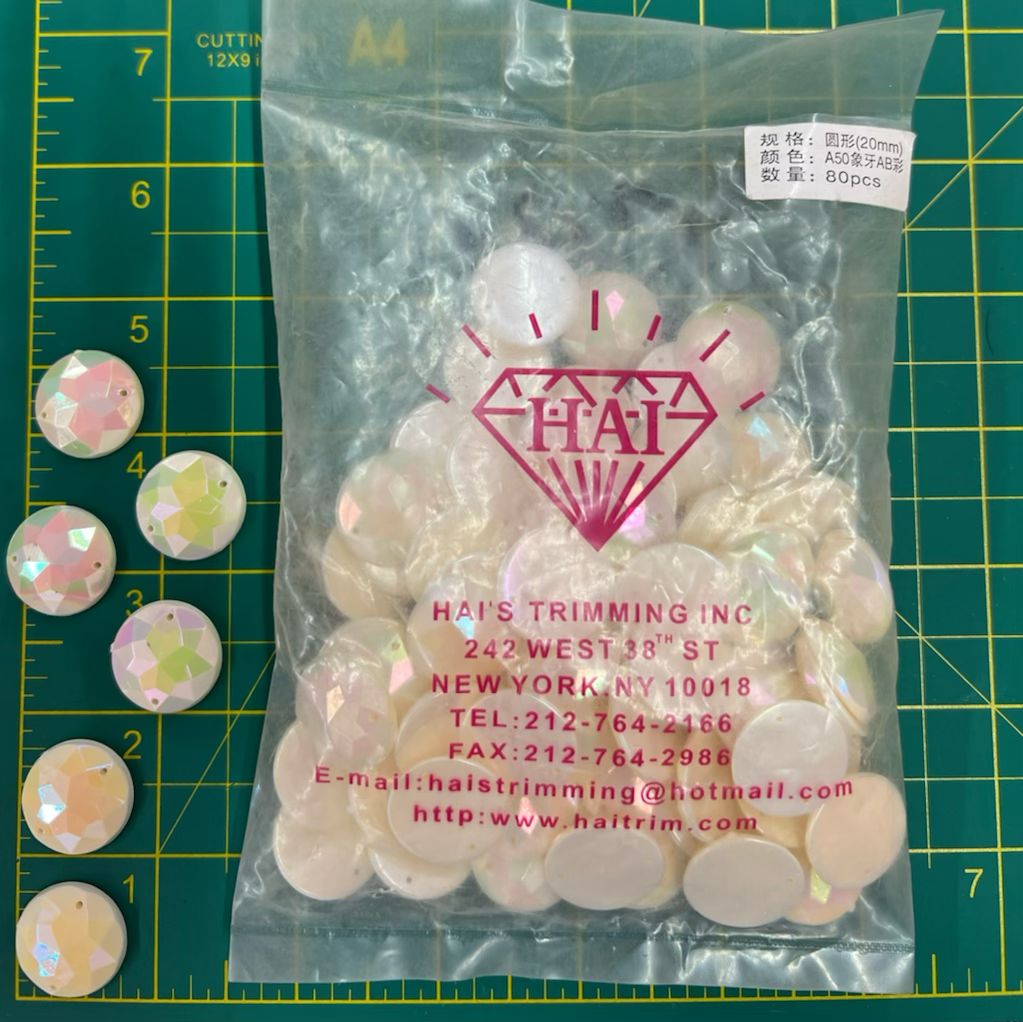 7
CUTTIN
12X9 i
A4
6
5
4
3
2
1
7
规格: 圆形(20mm)
颜色: A50象牙AB彩
数量: 80pcs
HAI
HAI'S TRIMMING INC
242 WEST 38TH ST
NEW YORK.NY 10018
TEL:212-764-2166
FAX:212-764-2986
E-mail:haistrimming@hotmail.com
http:www.haitrim.com